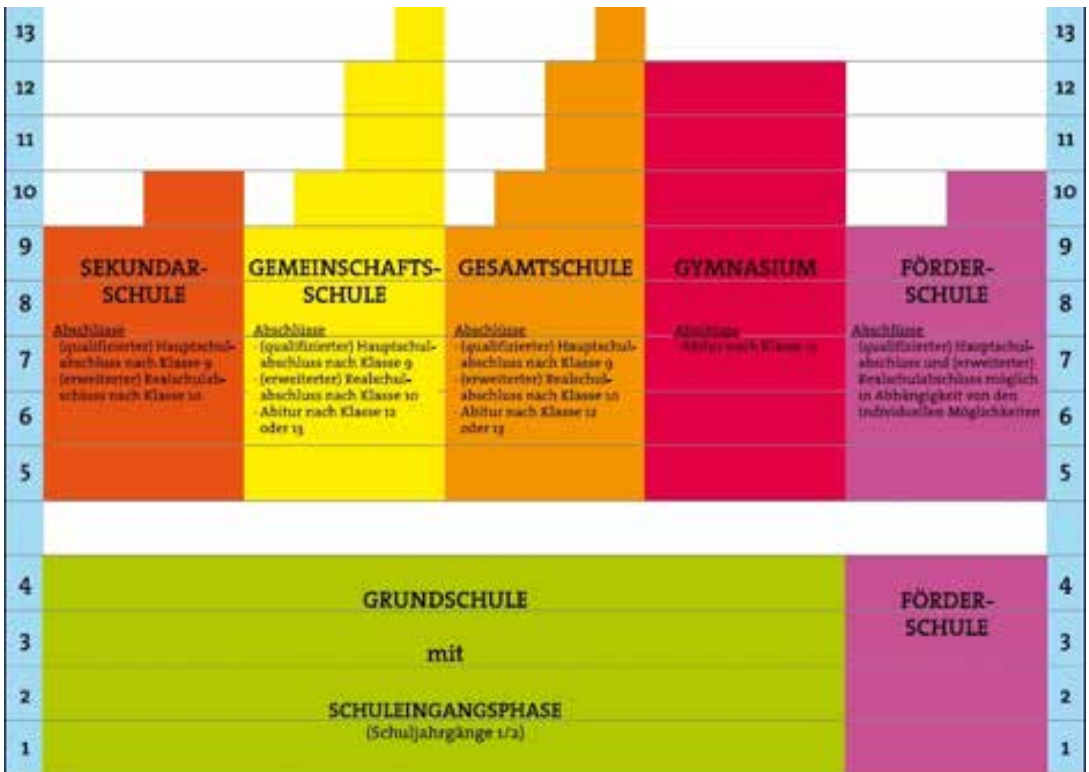 13
12
11
10
9
8
7
6
5
4
3
2
1
SEKUNDAR-
SCHULE
Abschlüsse
(qualifizierter) Hauptschul-
abschluss nach Klasse 9
(erweiterter) Realschulab-
schluss nach Klasse 10
GEMEINSCHAFTS-
SCHULE
Abschlüsse
(qualifizierter) Hauptschul-
abschluss nach Klasse 9
(erweiterter) Realschul-
abschluss nach Klasse 10
Abitur nach Klasse 12
oder 13
GESAMTSCHULE
Abschlüsse
(qualifizierter) Hauptschul-
abschluss nach Klasse 9
(erweiterter) Realschul-
abschluss nach Klasse 10
Abitur nach Klasse 12
oder 13
GYMNASIUM
Abitur nach Klasse 12
FÖRDER-
SCHULE
Abschlüsse
(qualifizierter) Hauptschul-
abschluss und (erweiterter)
Realschulabschluss möglich
in Abhängigkeit von den
individuellen Möglichkeiten
GRUNDSCHULE
mit
SCHULEINGANGSPHASE
(Schuljahrgänge 1/2)
FÖRDER-
SCHULE
13
12
11
10
9
8
7
6
5
4
3
2
1